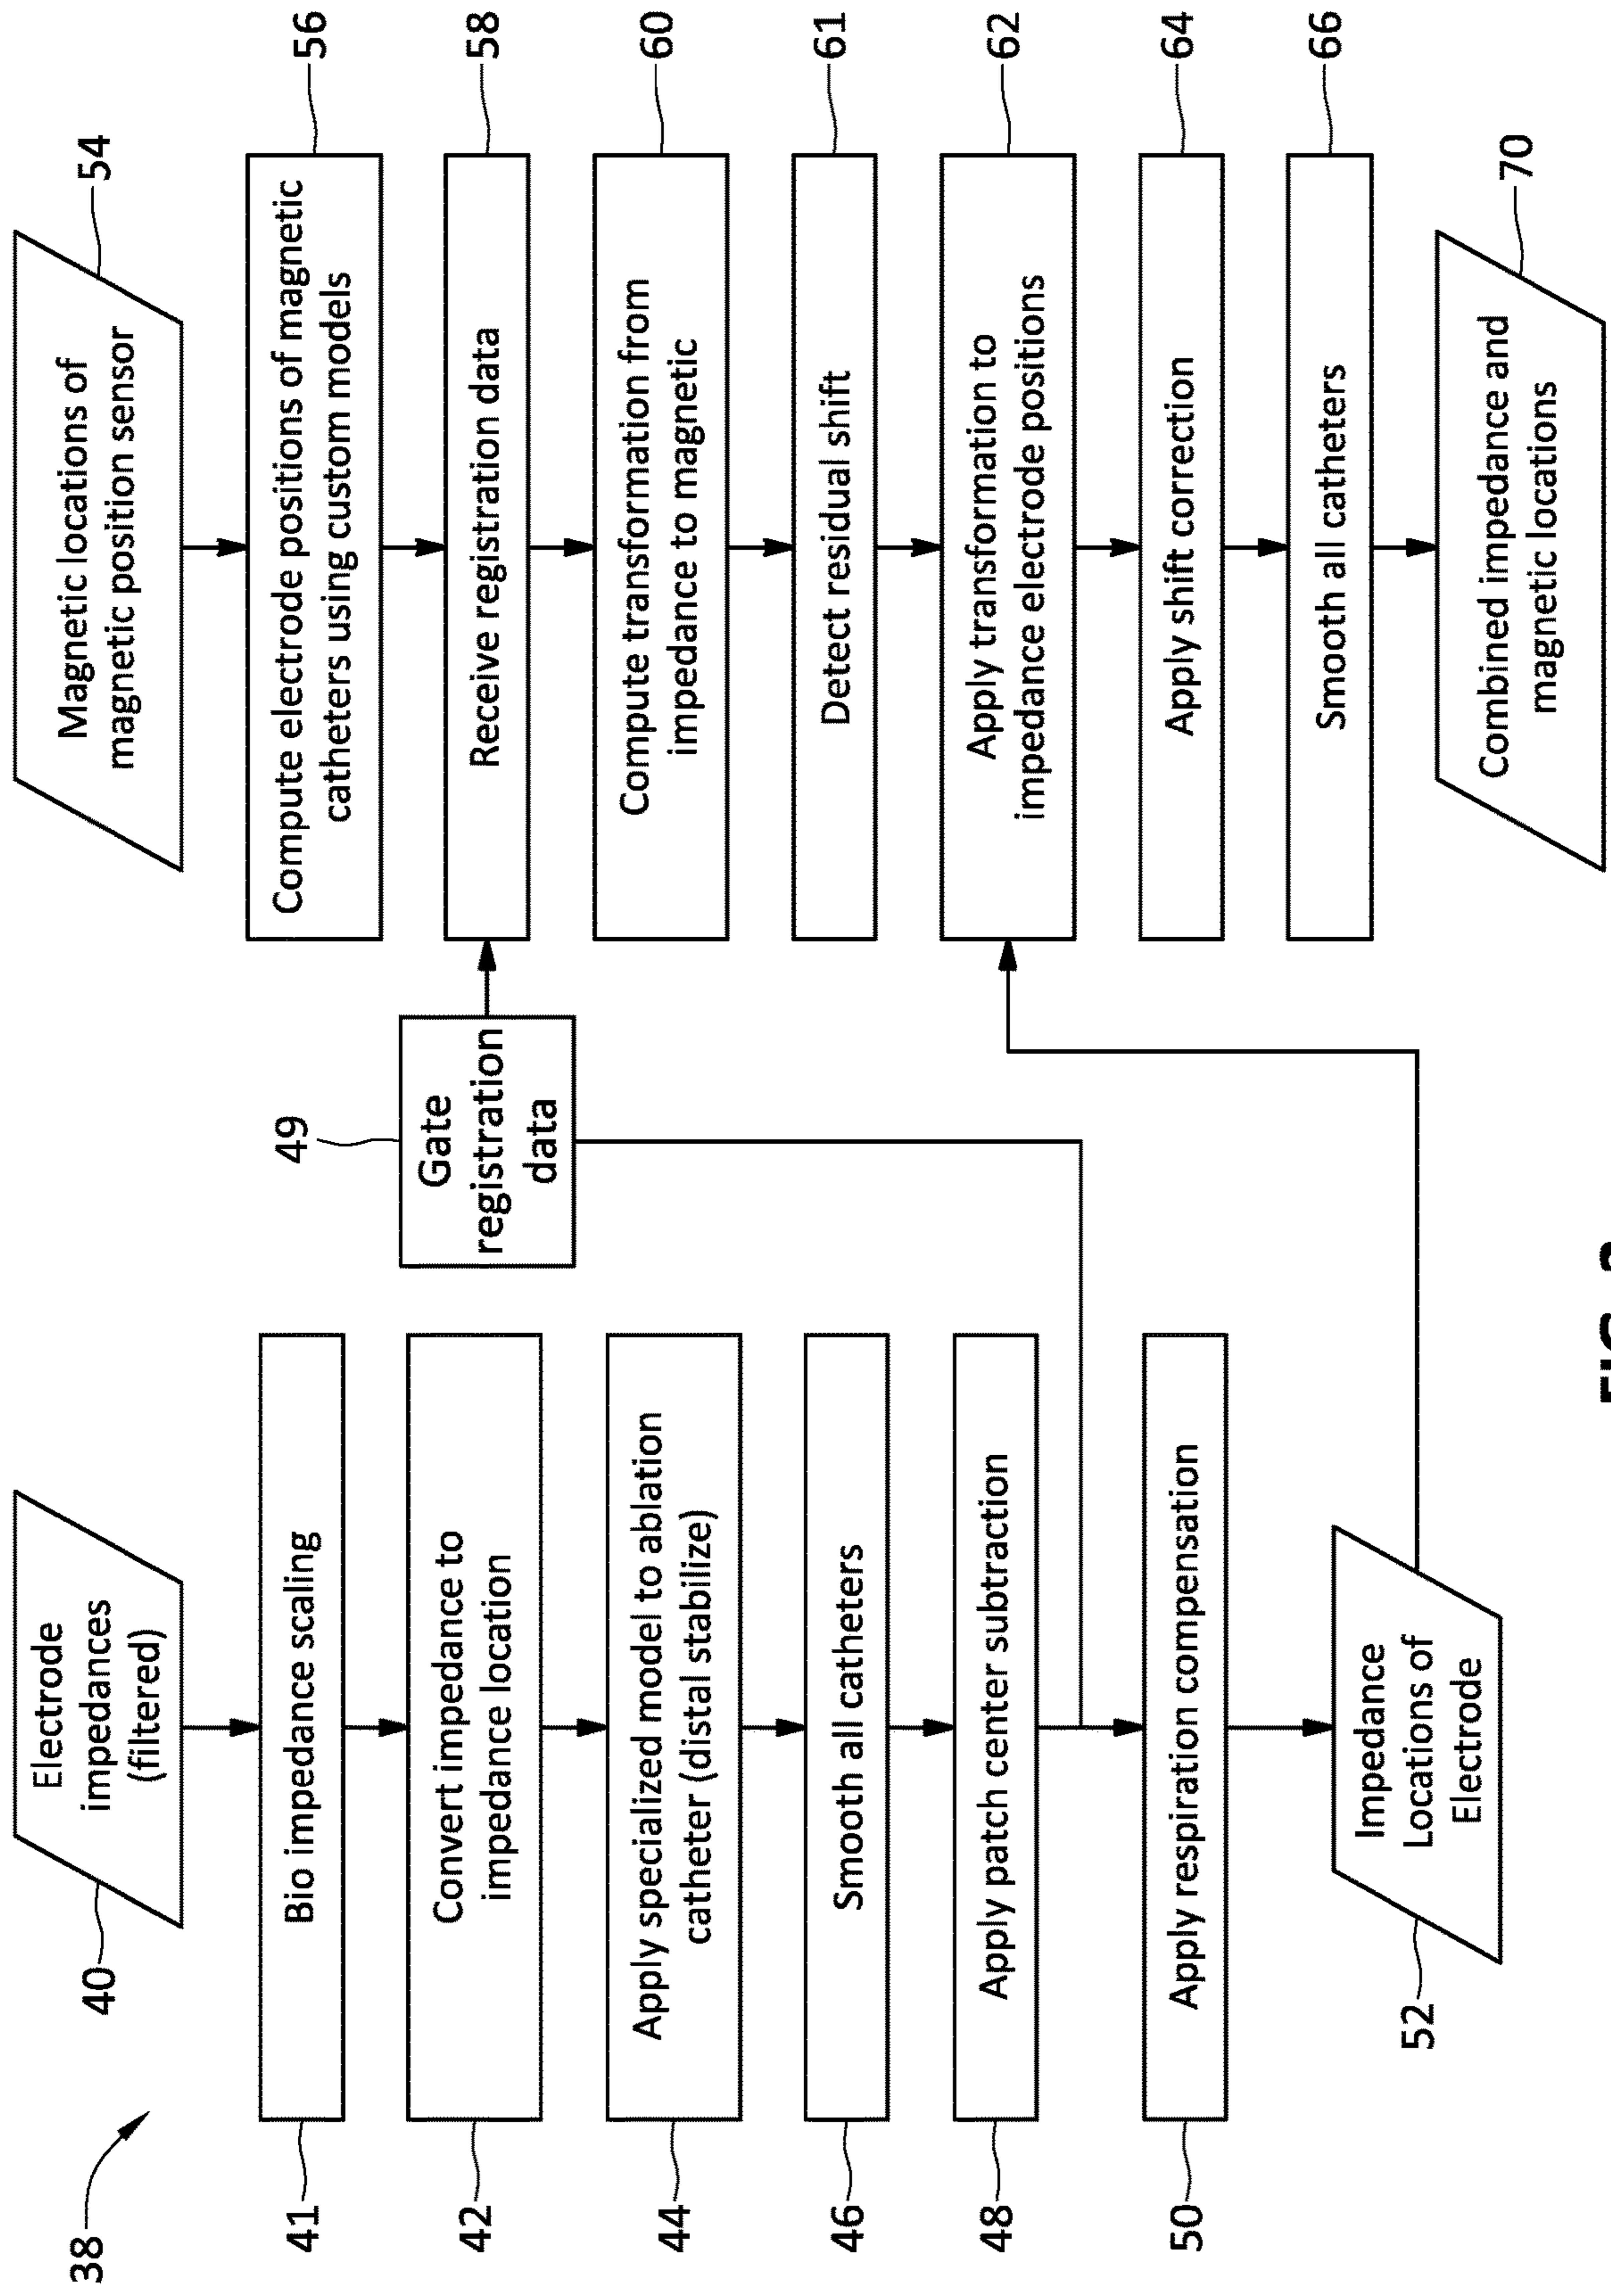 38
40
Electrode
impedances
(filtered)
41
Bio impedance scaling
42
Convert impedance to
impedance location
44
Apply specialized model to ablation
catheter (distal stabilize)
46
Smooth all catheters
48
Apply patch center subtraction
50
Apply respiration compensation
52
Impedance
Locations of
Electrode
49
Gate
registration
data
54
Magnetic locations of
magnetic position sensor
56
Compute electrode positions of magnetic
catheters using custom models
58
Receive registration data
60
Compute transformation from
impedance to magnetic
61
Detect residual shift
62
Apply transformation to
impedance electrode positions
64
Apply shift correction
66
Smooth all catheters
70
Combined impedance and
magnetic locations